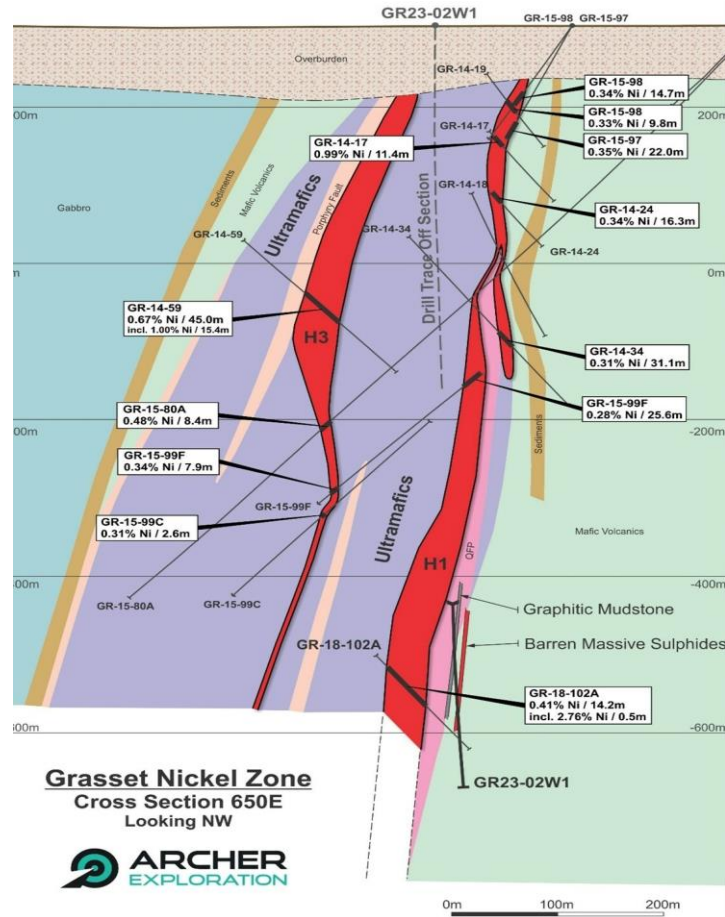 GR23-02W1
GR-15-98
GR-15-97
Overburden
GR-14-19
GR-15-98
0.34% Ni / 14.7m
GR-15-98
0.33% Ni / 9.8m
GR-15-97
0.35% Ni / 22.0m
00m
200m
GR-14-17
0.99% Ni / 11.4m
GR-14-17
Sediments
Mafic Volcanics
Ultramafics
Porphyry Fault
Gabbro
GR-14-18
GR-14-24
0.34% Ni / 16.3m
GR-14-59
GR-14-34
GR-14-24
Drill Trace Off Section
m
0m
GR-14-59
0.67% Ni / 45.0m
incl. 1.00% Ni / 15.4m
H3
GR-14-34
0.31% Ni / 31.1m
GR-15-99F
0.28% Ni / 25.6m
GR-15-80A
0.48% Ni / 8.4m
00m
-200m
Sediments
GR-15-99F
0.34% Ni / 7.9m
GR-15-99F
GR-15-99C
0.31% Ni / 2.6m
Ultramafics
QFP
Mafic Volcanics
H1
00m
-400m
GR-15-80A
GR-15-99C
Graphitic Mudstone
Barren Massive Sulphides
GR-18-102A
GR-18-102A
0.41% Ni / 14.2m
incl. 2.76% Ni / 0.5m
00m
-600m
GR23-02W1
Grasset Nickel Zone
Cross Section 650E
Looking NW
ARCHER
EXPLORATION
0m
100m
200m